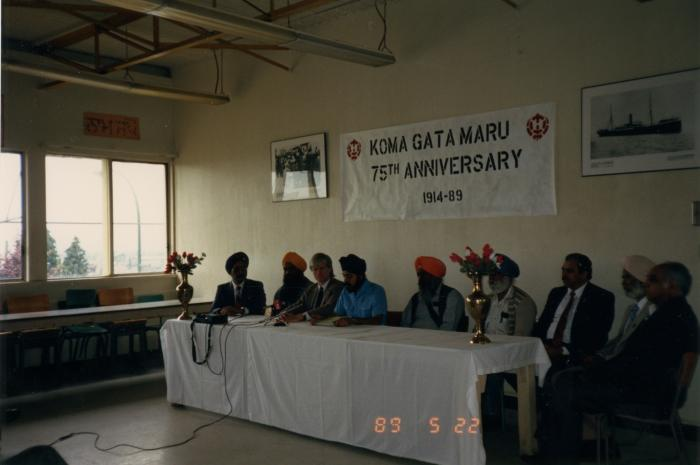 KOMA GATA MARU
75TH ANNIVERSARY
1914-89
89 5 22